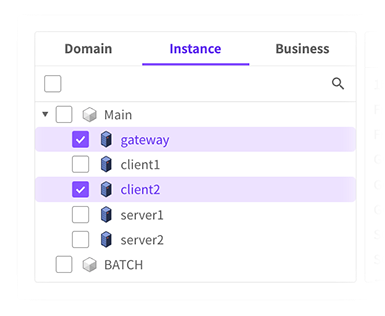 Domain Instance Business
Main
gateway
client1
client2
server1
server2
BATCH